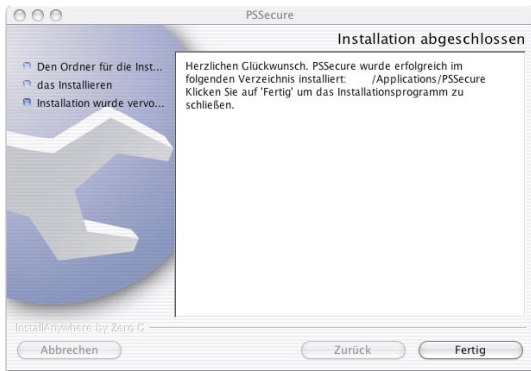 PSSecure
Installation abgeschlossen
Den Ordner für die Inst...
das Installieren
Installation wurde vervo...
Herzlichen Glückwunsch. PSSecure wurde erfolgreich im
folgenden Verzeichnis installiert: /Applications/PSSecure
Klicken Sie auf 'Fertig' um das Installationsprogramm zu
schließen.
InstallAnywhere by Zero G
Abbrechen
Zurück
Fertig